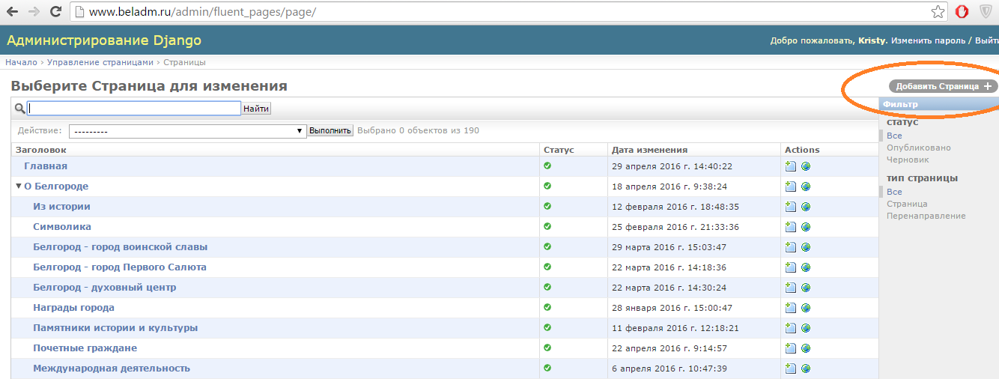 www.beladm.ru/admin/fluent_pages/page/
Администрирование Django
Добро пожаловать, Kristy. Изменить пароль / Выйти
Начало › Управление страницами › Страницы
Выберите Страница для изменения
Добавить Страница +
Найти
Действие: --------- Выполнить Выбрано 0 объектов из 190
Заголовок Статус Дата изменения Actions
Главная 29 апреля 2016 г. 14:40:22
О Белгороде 18 апреля 2016 г. 9:38:24
Из истории 12 февраля 2016 г. 18:48:35
Символика 25 февраля 2016 г. 21:33:36
Белгород - город воинской славы 29 марта 2016 г. 15:03:47
Белгород - город Первого Салюта 22 марта 2016 г. 14:18:36
Белгород - духовный центр 22 марта 2016 г. 14:30:24
Награды города 28 января 2016 г. 15:00:47
Памятники истории и культуры 11 февраля 2016 г. 12:18:21
Почетные граждане 22 апреля 2016 г. 9:14:57
Международная деятельность 6 апреля 2016 г. 10:47:39
Фильтр
статус
Все
Опубликовано
Черновик
тип страницы
Все
Страница
Перенаправление